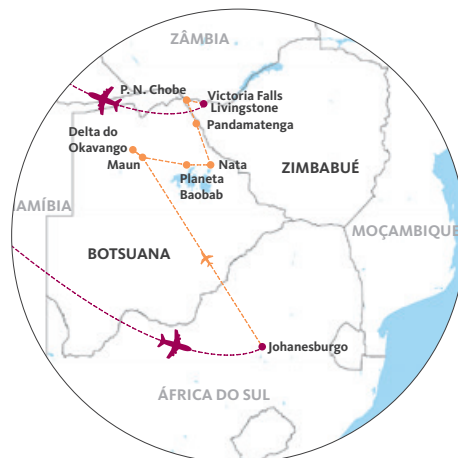 ZÂMBIA
P. N. Chobe
Victoria Falls
Livingstone
Pandamatenga
Delta do
Okavango
Maun
Nata
Planeta
Baobab
ZIMBABUÉ
AMÍBIA
MOÇAMBIQUE
BOTSUANA
Johanesburgo
ÁFRICA DO SUL